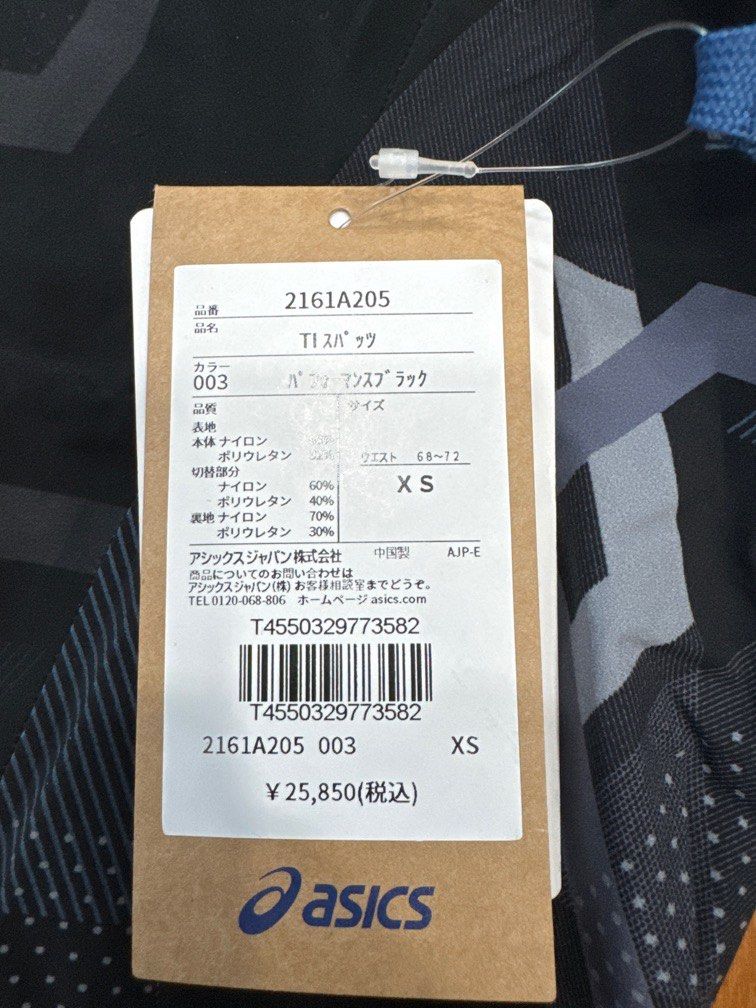 品番 2161A205
品名
TIスパッツ
カラー
003 パフォーマンスブラック
品質 サイズ
表地
本体 ナイロン
ポリウレタン
ウエスト 68~72
切替部分
XS
ナイロン 60%
ポリウレタン 40%
裏地 ナイロン 70%
ポリウレタン 30%
アシックスジャパン株式会社 中国製 AJP-E
商品についてのお問い合わせは
アシックスジャパン(株)お客様相談室までどうぞ。
TEL 0120-068-806 ホームページ asics.com
T4550329773582
T4550329773582
2161A205 003 XS
¥25,850(税込)
asics